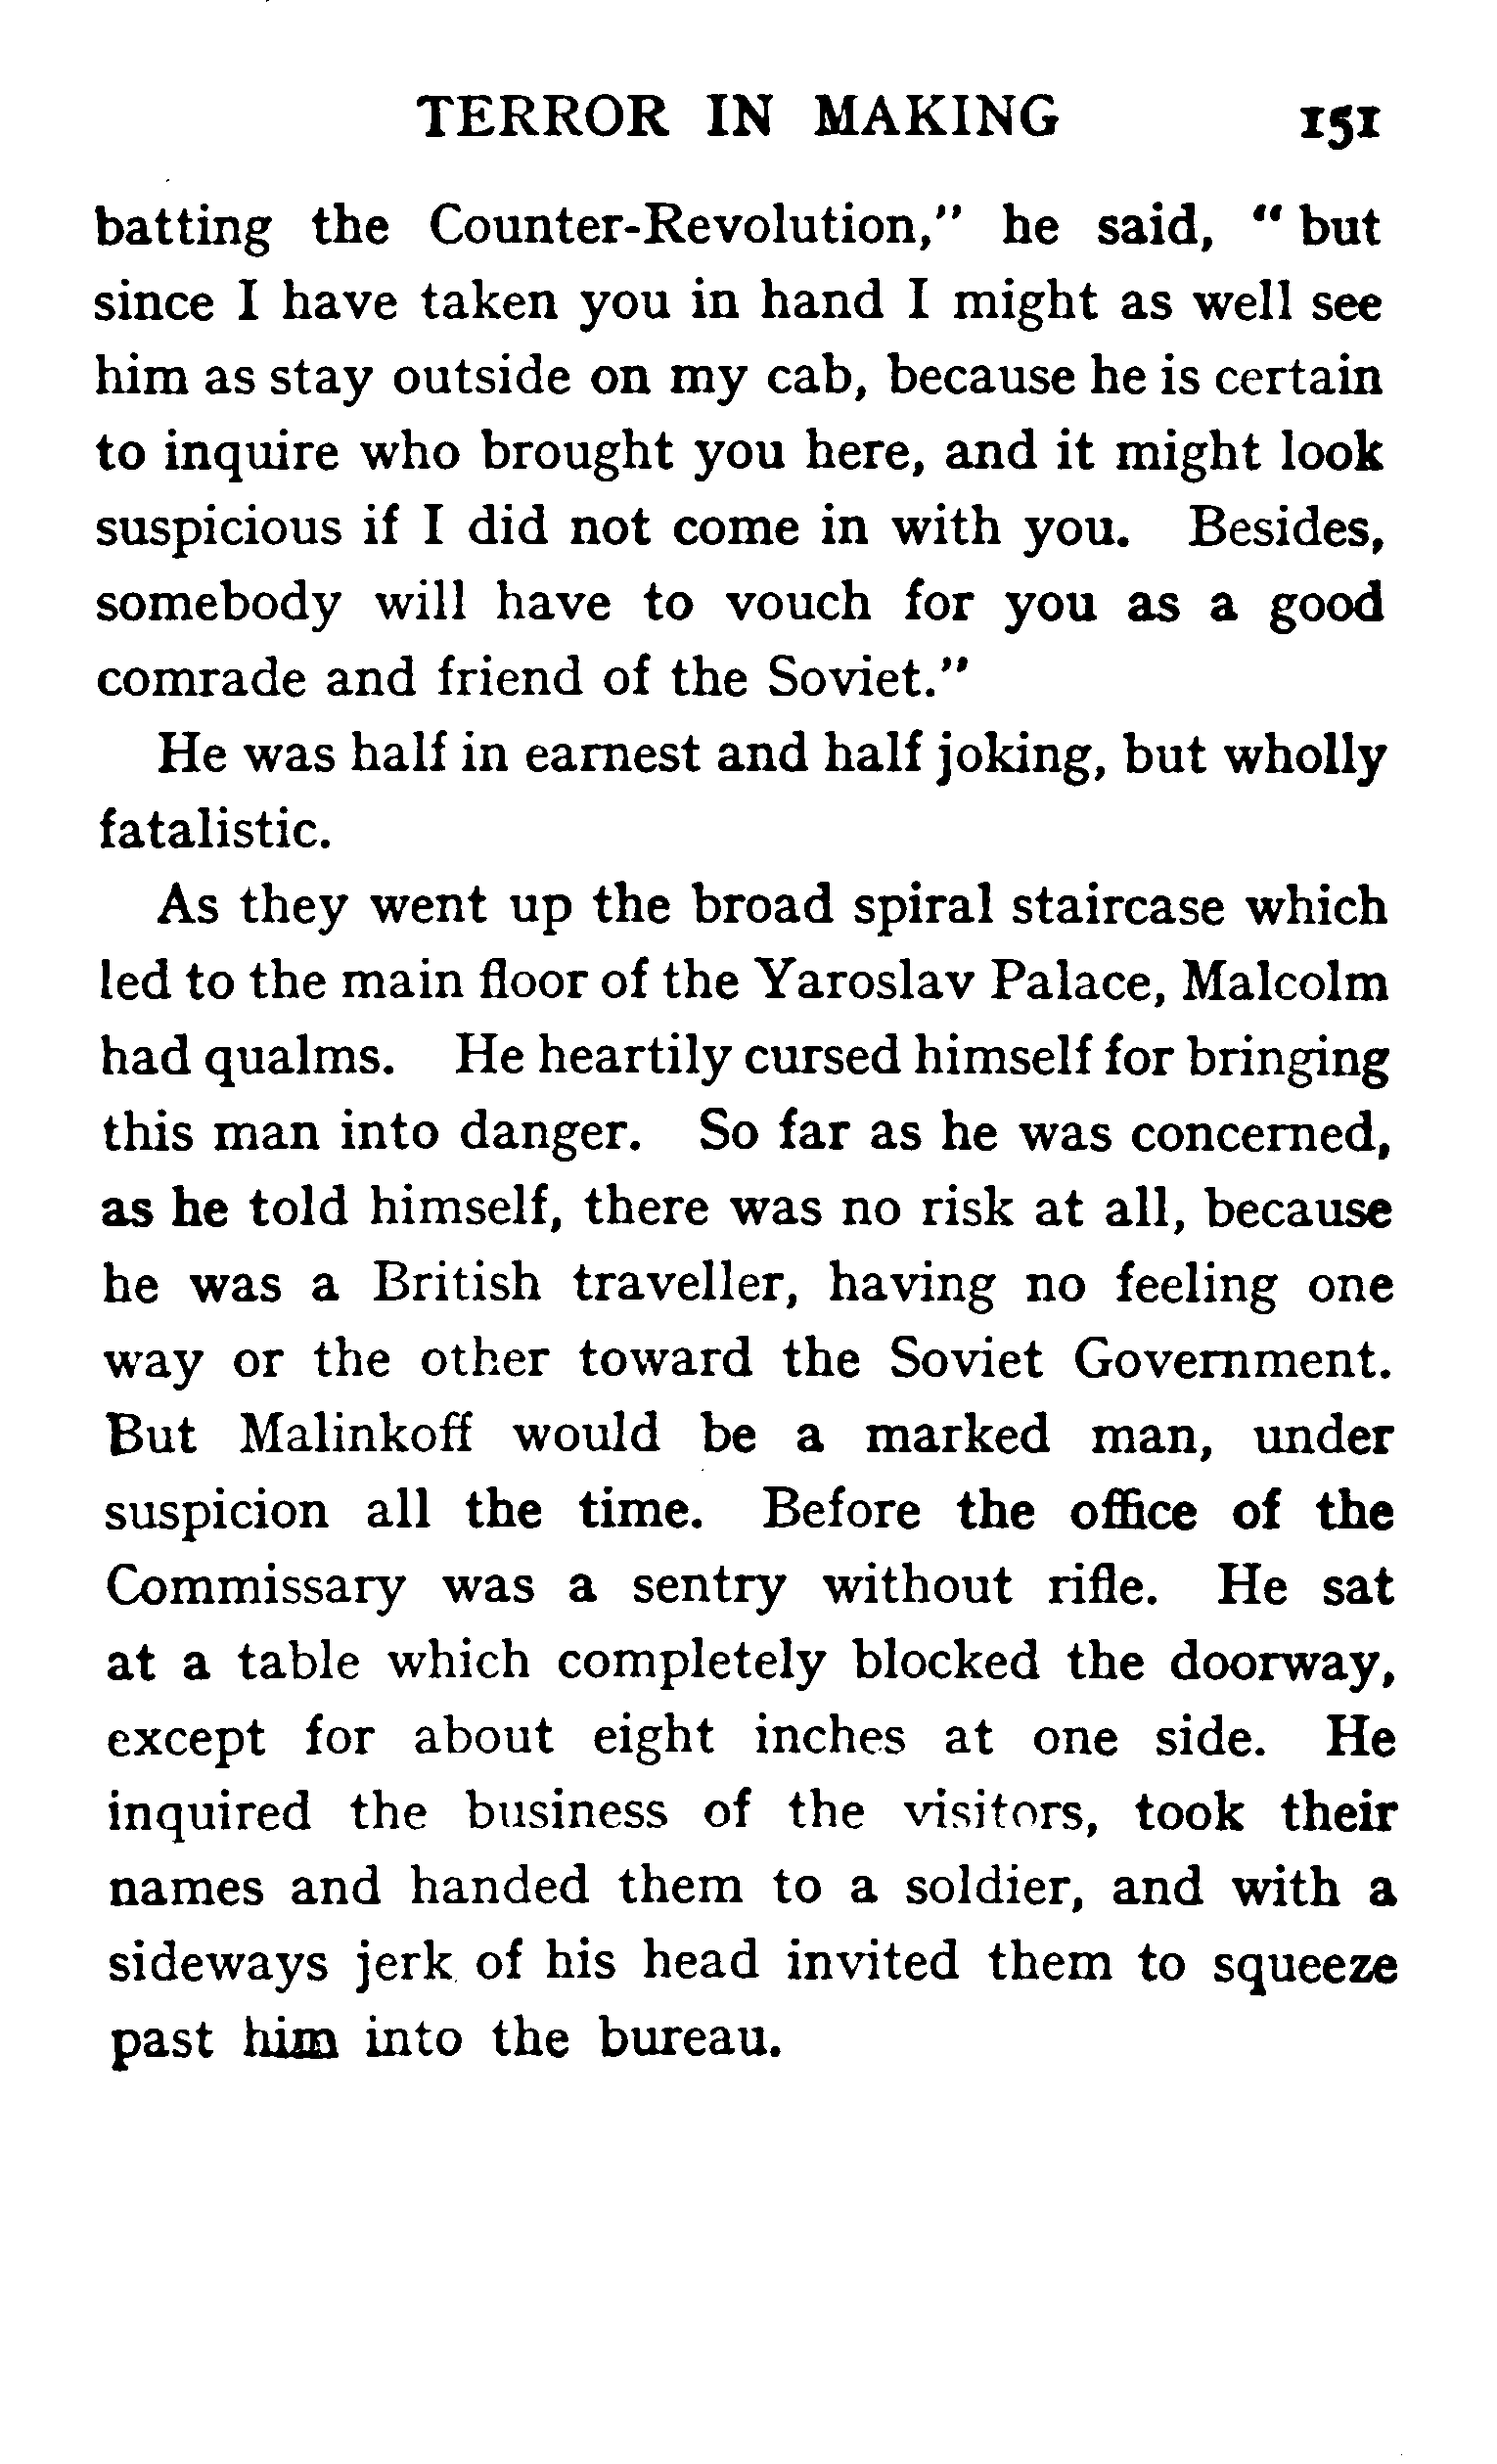 TERROR IN MAKING 151
batting the Counter-Revolution," he said, " but
since I have taken you in hand I might as well see
him as stay outside on my cab, because he is certain
to inquire who brought you here, and it might look
suspicious if I did not come in with you. Besides,
somebody will have to vouch for you as a good
comrade and friend of the Soviet."
He was half in earnest and half joking, but wholly
fatalistic.
As they went up the broad spiral staircase which
led to the main floor of the Yaroslav Palace, Malcolm
had qualms. He heartily cursed himself for bringing
this man into danger. So far as he was concerned,
as he told himself, there was no risk at all, because
he was a British traveller, having no feeling one
way or the other toward the Soviet Government.
But Malinkoff would be a marked man, under
suspicion all the time. Before the office of the
Commissary was a sentry without rifle. He sat
at a table which completely blocked the doorway,
except for about eight inches at one side. He
inquired the business of the visitors, took their
names and handed them to a soldier, and with a
sideways jerk of his head invited them to squeeze
past him into the bureau.